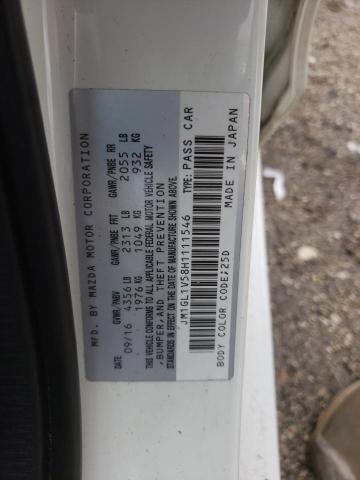 MFD. BY MAZDA MOTOR CORPORATION
GVWR/PNBV GAWR/PNBE FRT GAWR/PNBE RR
09/16 4356 LB 2313 LB 2055 LB
1976 KG 1049 KG 932 KG
THIS VEHICLE CONFORMS TO ALL APPLICABLE FEDERAL MOTOR VEHICLE SAFETY
,BUMPER,AND THEFT PREVENTION
STANDARDS IN EFFECT ON THE DATE OF MANUFACTURE SHOWN ABOVE.
JM1GL1V58H1111546 TYPE: PASS CAR
BODY COLOR CODE:25D MADE IN JAPAN